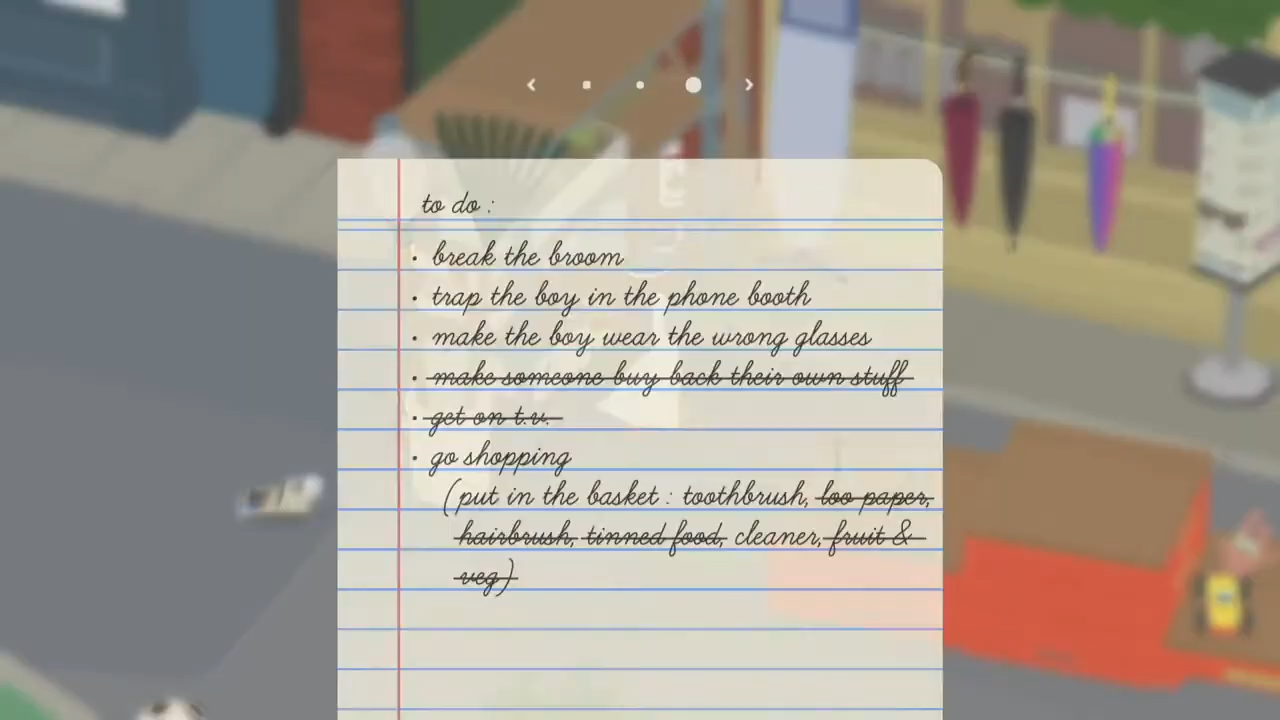 to do :
• break the broom
• trap the boy in the phone booth
• make the boy wear the wrong glasses
• make someone buy back their own stuff
• get on t.v.
• go shopping
(put in the basket : toothbrush, loo paper,
hairbrush, tinned food, cleaner, fruit &
veg)